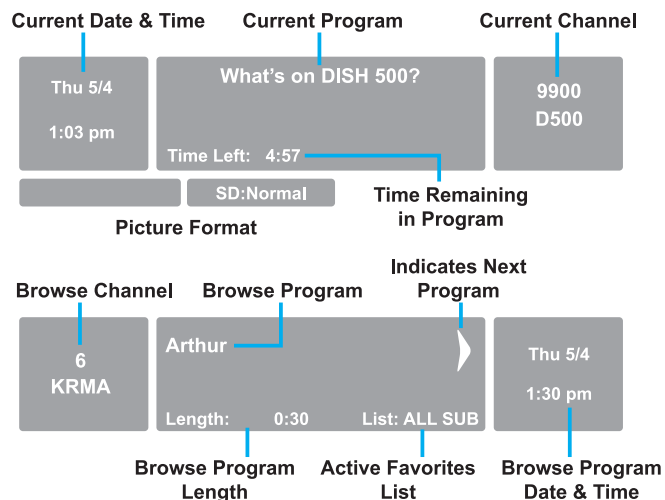 Current Date & Time
Current Program
Current Channel
Thu 5/4
1:03 pm
What's on DISH 500?
Time Left: 4:57
9900
D500
SD:Normal
Picture Format
Time Remaining
in Program
Browse Channel
Browse Program
Indicates Next
Program
6
KRMA
Arthur
Length: 0:30 List: ALL SUB
Thu 5/4
1:30 pm
Browse Program
Length
Active Favorites
List
Browse Program
Date & Time